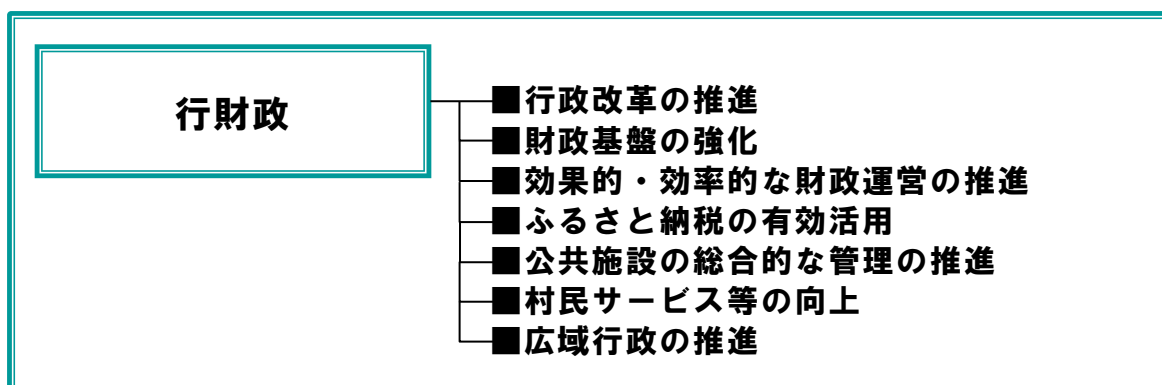 行財政
■行政改革の推進
■財政基盤の強化
■効果的・効率的な財政運営の推進
■ふるさと納税の有効活用
■公共施設の総合的な管理の推進
■村民サービス等の向上
■広域行政の推進